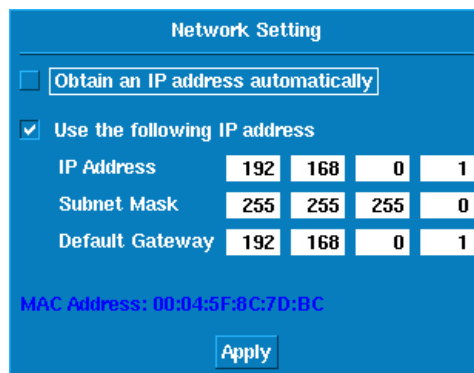 Network Setting
Obtain an IP address automatically
Use the following IP address
IP Address 192 168 0 1
Subnet Mask 255 255 255 0
Default Gateway 192 168 0 1
MAC Address: 00:04:5F:8C:7D:BC
Apply